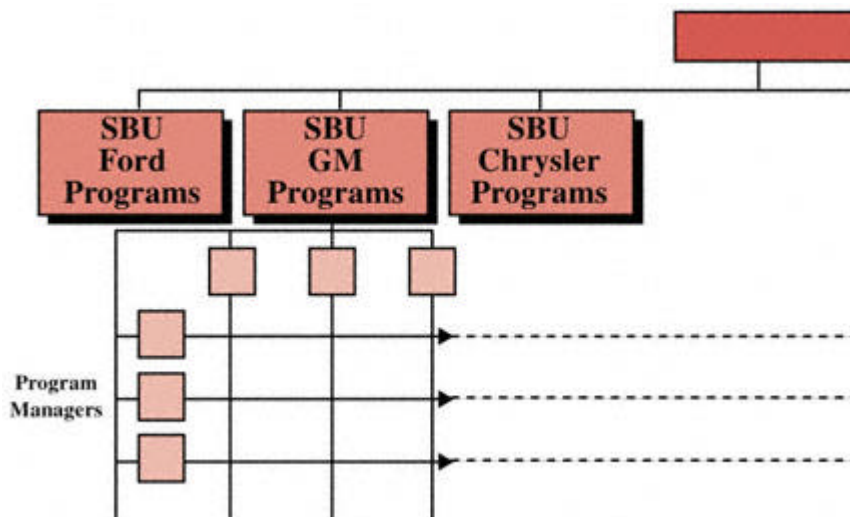 SBU
Ford
Programs
SBU
GM
Programs
SBU
Chrysler
Programs
Program
Managers